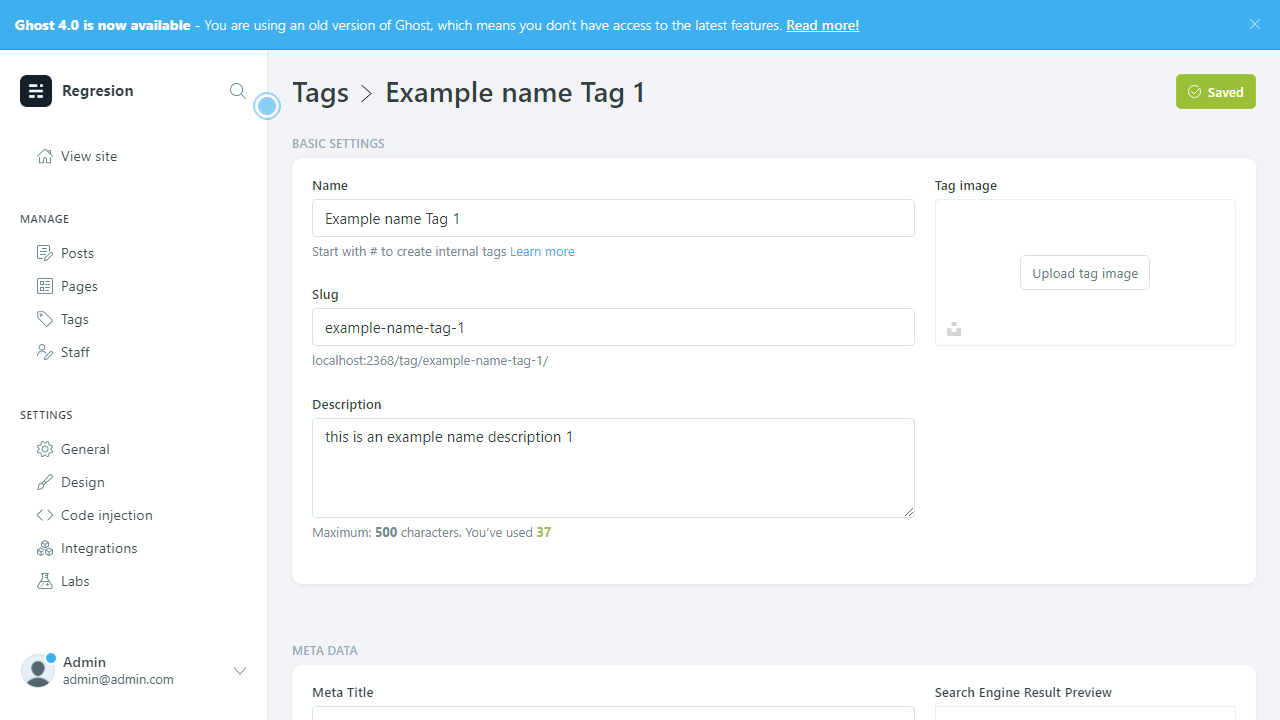 Ghost 4.0 is now available - You are using an old version of Ghost, which means you don't have access to the latest features. Read more!
Regresion
View site
MANAGE
Posts
Pages
Tags
Staff
SETTINGS
General
Design
Code injection
Integrations
Labs
Admin
admin@admin.com
Tags > Example name Tag 1
Saved
BASIC SETTINGS
Name
Example name Tag 1
Start with # to create internal tags Learn more
Slug
example-name-tag-1
localhost:2368/tag/example-name-tag-1/
Description
this is an example name description 1
Maximum: 500 characters. You’ve used 37
Tag image
Upload tag image
META DATA
Meta Title
Search Engine Result Preview